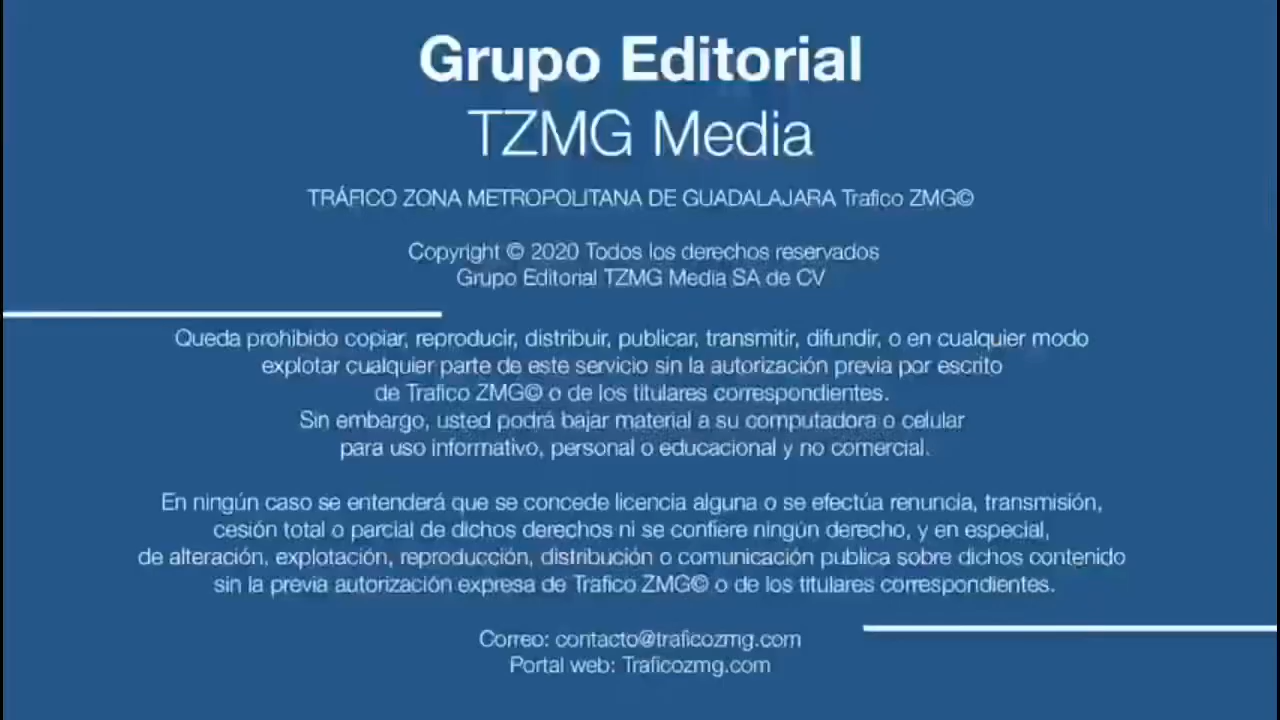 Grupo Editorial
TZMG Media
TRÁFICO ZONA METROPOLITANA DE GUADALAJARA Trafico ZMG©
Copyright © 2020 Todos los derechos reservados
Grupo Editorial TZMG Media SA de CV
Queda prohibido copiar, reproducir, distribuir, publicar, transmitir, difundir, o en cualquier modo
explotar cualquier parte de este servicio sin la autorización previa por escrito
de Trafico ZMG© o de los titulares correspondientes.
Sin embargo, usted podrá bajar material a su computadora o celular
para uso informativo, personal o educacional y no comercial.
En ningún caso se entenderá que se concede licencia alguna o se efectúa renuncia, transmisión,
cesión total o parcial de dichos derechos ni se confiere ningún derecho, y en especial,
de alteración, explotación, reproducción, distribución o comunicación publica sobre dichos contenido
sin la previa autorización expresa de Trafico ZMG© o de los titulares correspondientes.
Correo: contacto@traficozmg.com
Portal web: Traficozmg.com